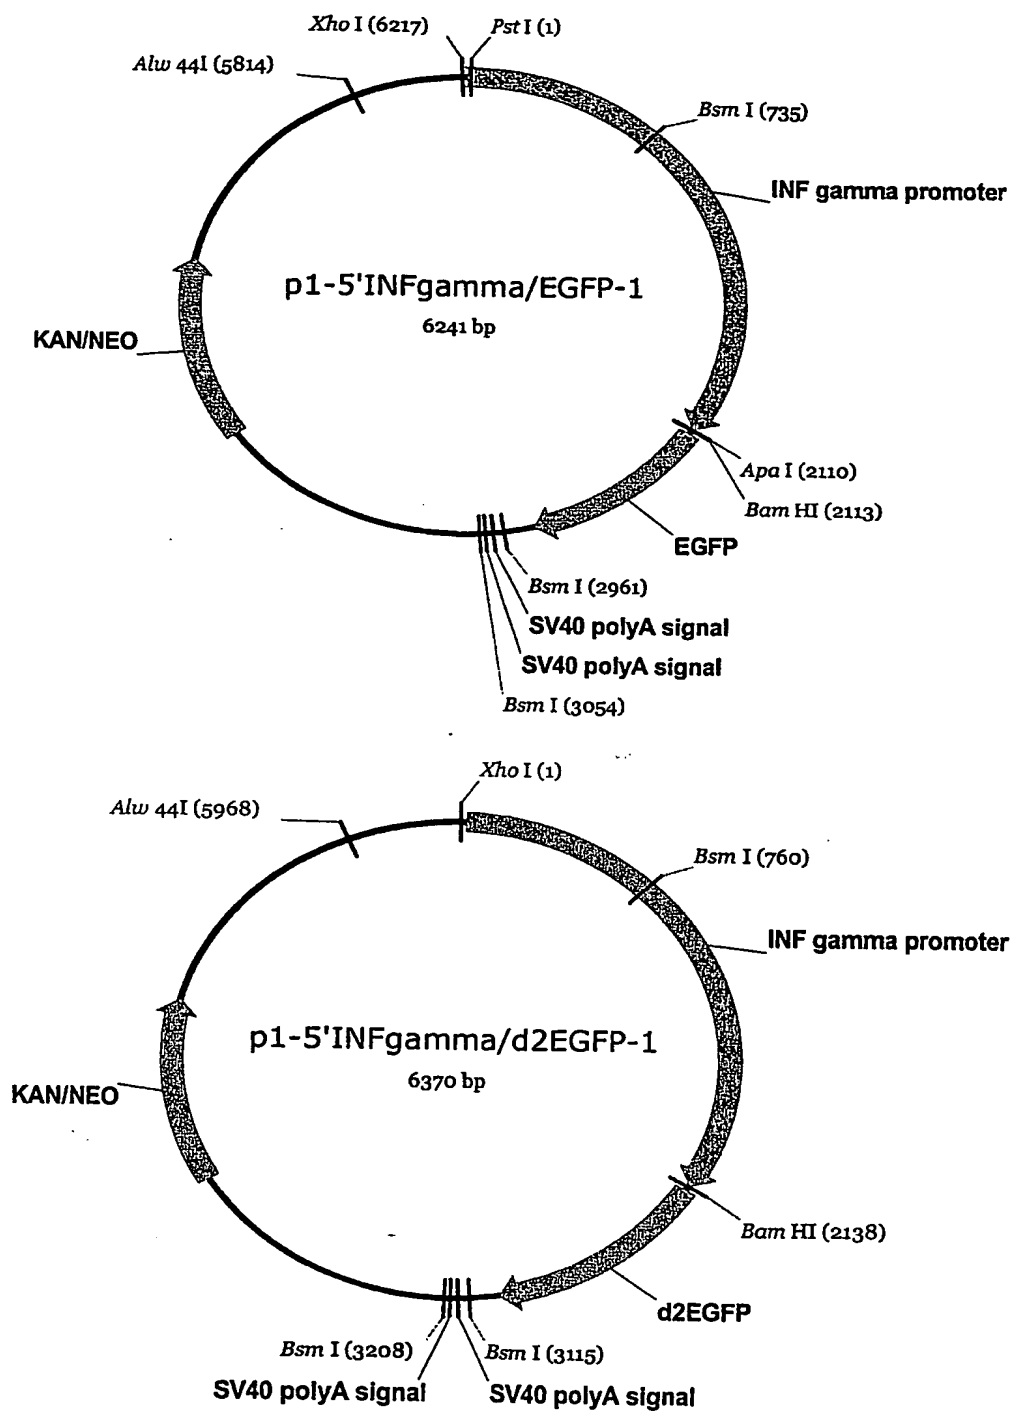 Xho I (6217)
Pst I (1)
Alw 44I (5814)
Bsm I (735)
INF gamma promoter
p1-5'INFgamma/EGFP-1
6241 bp
KAN/NEO
Apa I (2110)
Bam HI (2113)
EGFP
Bsm I (2961)
SV40 polyA signal
SV40 polyA signal
Bsm I (3054)
Xho I (1)
Alw 44I (5968)
Bsm I (760)
INF gamma promoter
p1-5'INFgamma/d2EGFP-1
6370 bp
KAN/NEO
Bam HI (2138)
d2EGFP
Bsm I (3208)
Bsm I (3115)
SV40 polyA signal
SV40 polyA signal